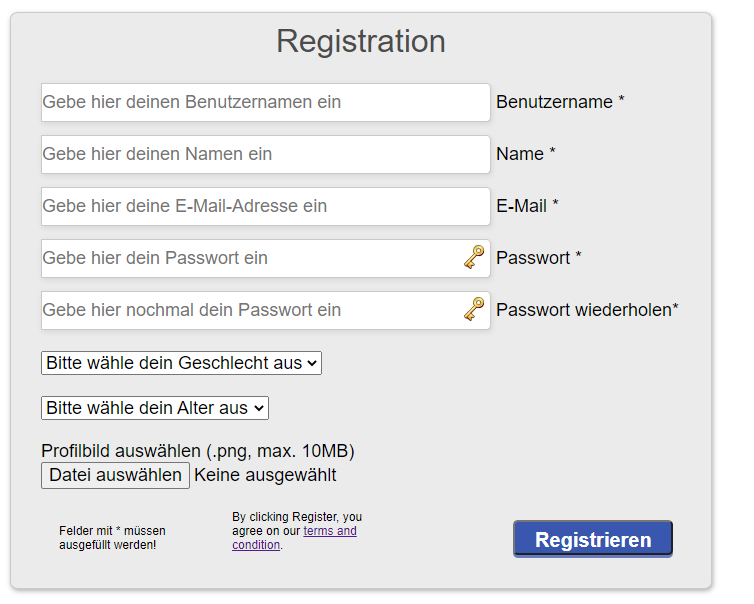 Registration
Gebe hier deinen Benutzernamen ein Benutzername *
Gebe hier deinen Namen ein Name *
Gebe hier deine E-Mail-Adresse ein E-Mail *
Gebe hier dein Passwort ein Passwort *
Gebe hier nochmal dein Passwort ein Passwort wiederholen*
Bitte wähle dein Geschlecht aus
Bitte wähle dein Alter aus
Profilbild auswählen (.png, max. 10MB)
Datei auswählen Keine ausgewählt
Felder mit * müssen
ausgefüllt werden!
By clicking Register, you
agree on our terms and
condition.
Registrieren